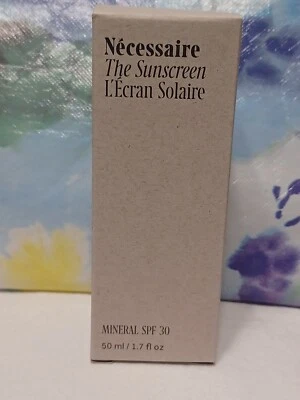 Nécessaire
The Sunscreen
L'Écran Solaire
MINERAL SPF 30
50 ml / 1.7 fl oz